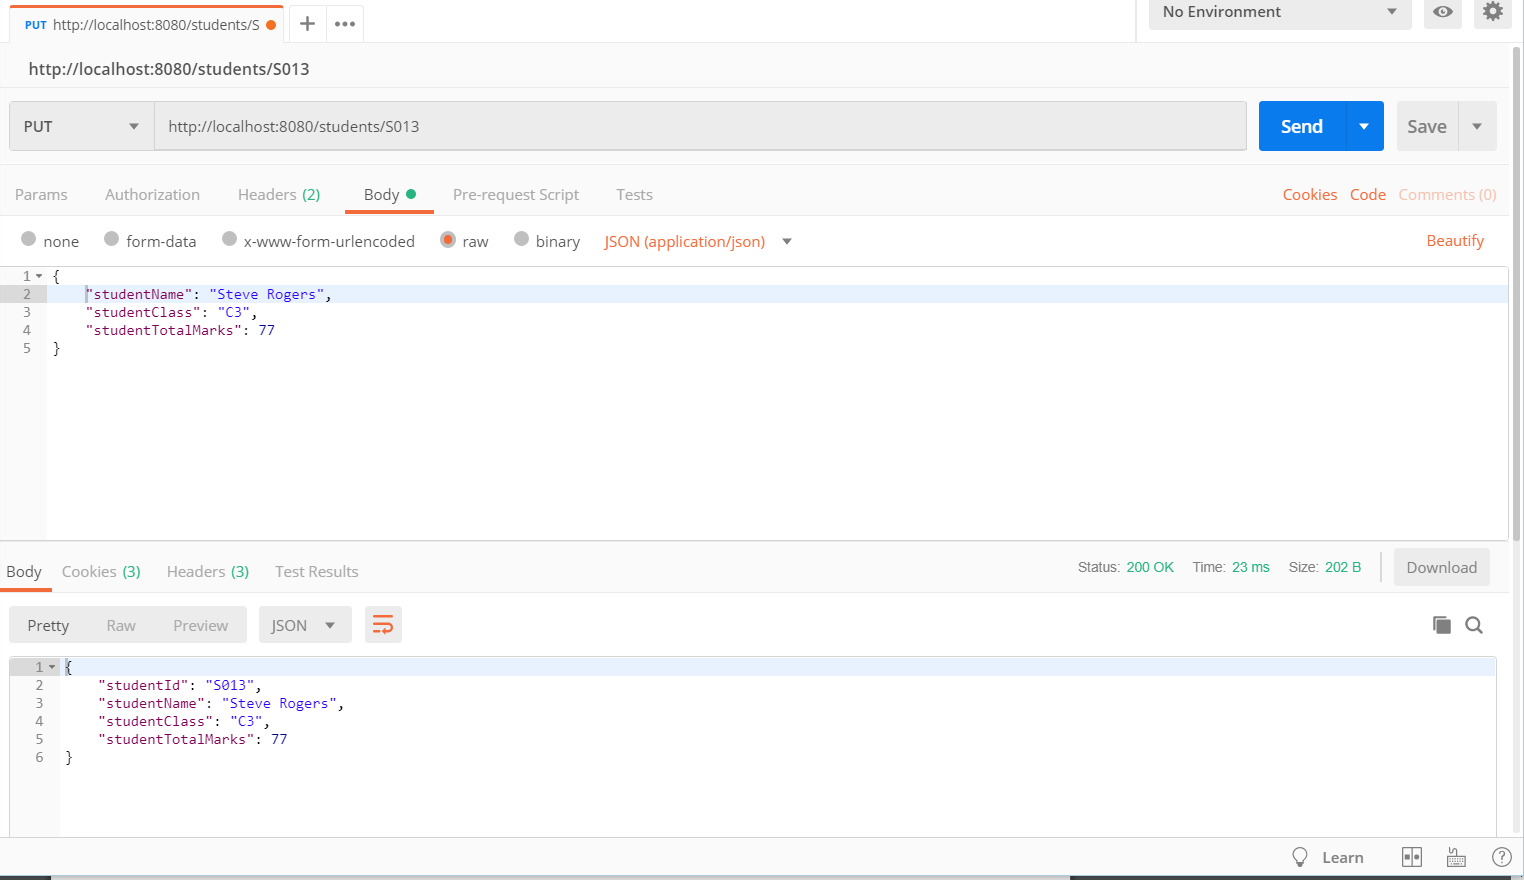 PUT http://localhost:8080/students/S
No Environment
http://localhost:8080/students/S013
PUT http://localhost:8080/students/S013 Send Save
Params Authorization Headers (2) Body Pre-request Script Tests Cookies Code Comments (0)
none form-data x-www-form-urlencoded raw binary JSON (application/json) Beautify
1 {
2 "studentName": "Steve Rogers",
3 "studentClass": "C3",
4 "studentTotalMarks": 77
5 }
Body Cookies (3) Headers (3) Test Results Status: 200 OK Time: 23 ms Size: 202 B Download
Pretty Raw Preview JSON
1 {
2 "studentId": "S013",
3 "studentName": "Steve Rogers",
4 "studentClass": "C3",
5 "studentTotalMarks": 77
6 }
Learn